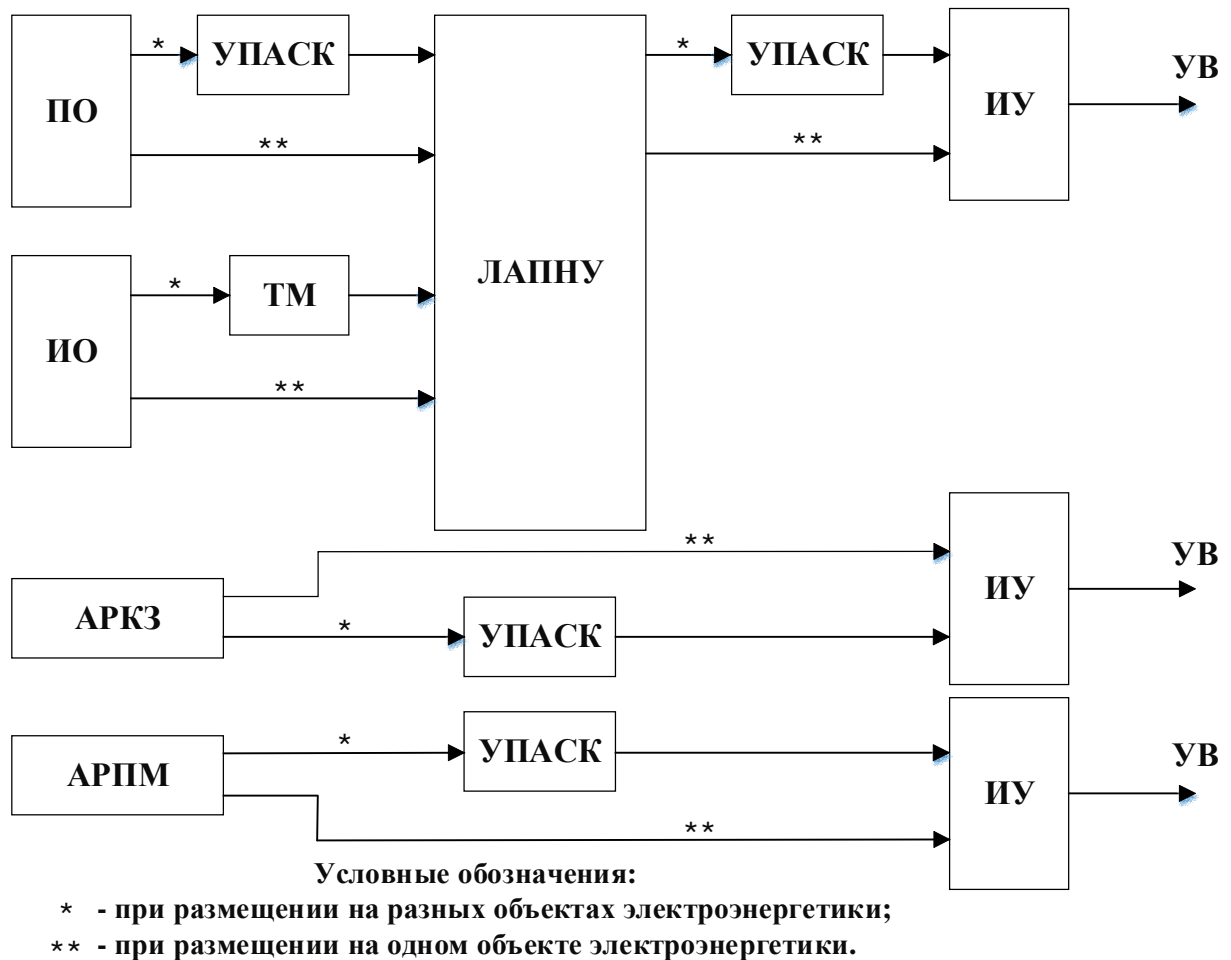 * УПАСК * УПАСК УВ
ПО ИУ
** **
ЛАПНУ
* ТМ
ИО
**
** УВ
АРКЗ ИУ
* УПАСК
* УПАСК УВ
АРПМ ИУ
**
Условные обозначения:
* - при размещении на разных объектах электроэнергетики;
** - при размещении на одном объекте электроэнергетики.